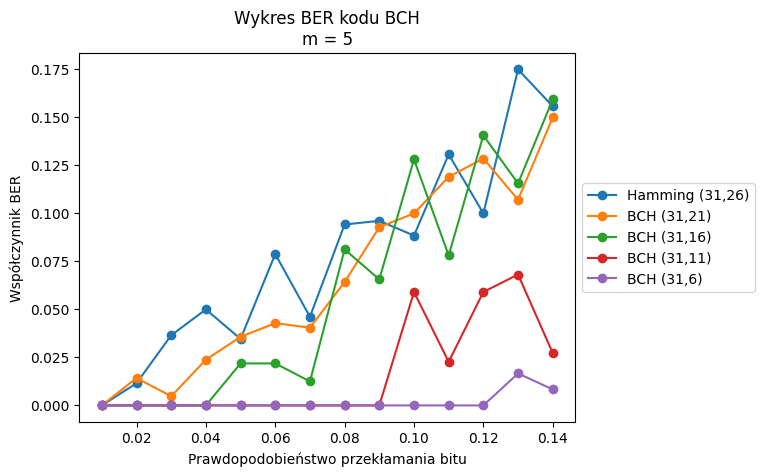 Wykres BER kodu BCH
m = 5
Współczynnik BER
0.175
0.150
0.125
0.100
0.075
0.050
0.025
0.000
0.02 0.04 0.06 0.08 0.10 0.12 0.14
Prawdopodobieństwo przekłamania bitu
Hamming (31,26)
BCH (31,21)
BCH (31,16)
BCH (31,11)
BCH (31,6)